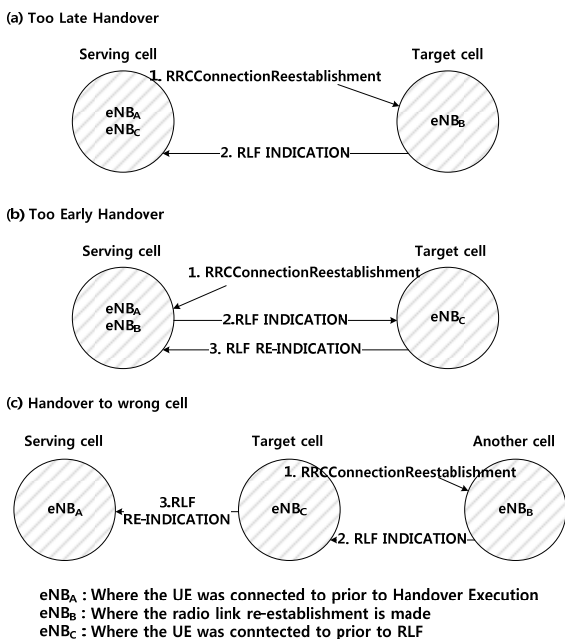 (a) Too Late Handover
Serving cell
Target cell
1. RRCConnectionReestablishment
eNBA
eNBC
eNBB
2. RLF INDICATION
(b) Too Early Handover
Serving cell
Target cell
1. RRCConnectionReestablishment
eNBA
eNBB
2.RLF INDICATION
eNBC
3. RLF RE-INDICATION
(c) Handover to wrong cell
Serving cell
Target cell
Another cell
1. RRCConnectionReestablishment
eNBA
3.RLF
RE-INDICATION
eNBC
eNBB
2. RLF INDICATION
eNBA : Where the UE was connected to prior to Handover Execution
eNBB : Where the radio link re-establishment is made
eNBC : Where the UE was conntected to prior to RLF